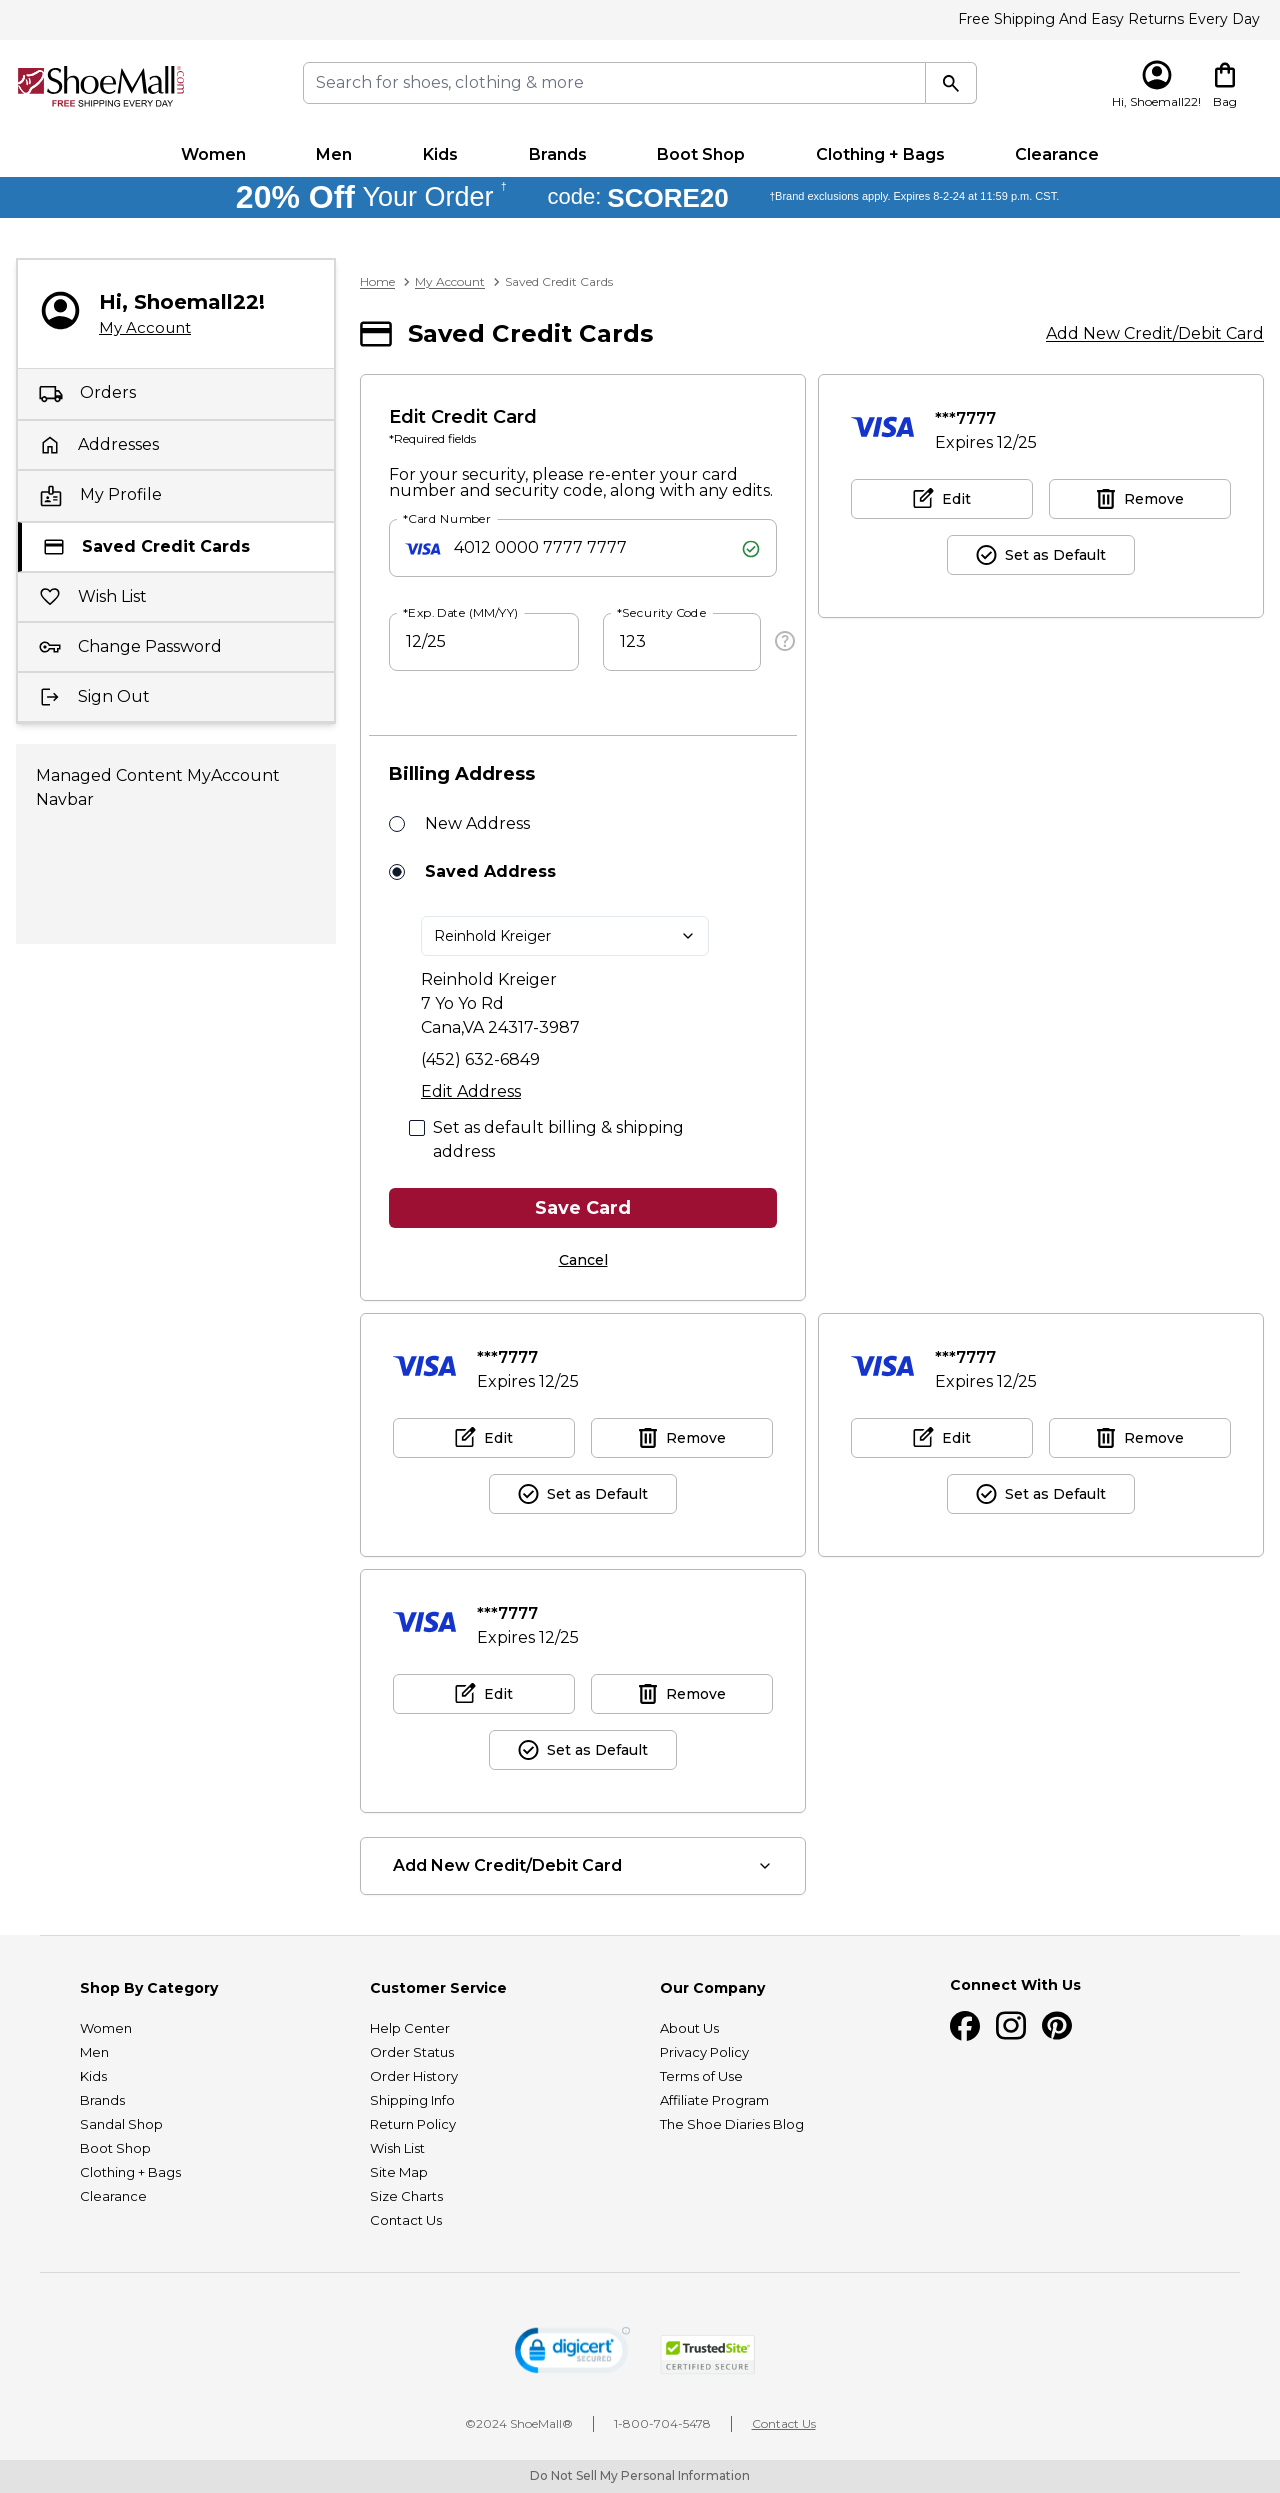 Free Shipping And Easy Returns Every Day
ShoeMall.com
FREE SHIPPING EVERY DAY
Search for shoes, clothing & more
Hi, Shoemall22!
Bag
Women
Men
Kids
Brands
Boot Shop
Clothing + Bags
Clearance
20% Off Your Order † code: SCORE20 †Brand exclusions apply. Expires 8-2-24 at 11:59 p.m. CST.
Hi, Shoemall22!
My Account
Orders
Addresses
My Profile
Saved Credit Cards
Wish List
Change Password
Sign Out
Managed Content MyAccount
Navbar
Home > My Account > Saved Credit Cards
Saved Credit Cards
Add New Credit/Debit Card
Edit Credit Card
*Required fields
For your security, please re-enter your card
number and security code, along with any edits.
*Card Number
VISA 4012 0000 7777 7777
*Exp. Date (MM/YY)
12/25
*Security Code
123
Billing Address
New Address
Saved Address
Reinhold Kreiger
Reinhold Kreiger
7 Yo Yo Rd
Cana,VA 24317-3987
(452) 632-6849
Edit Address
Set as default billing & shipping
address
Save Card
Cancel
VISA
***7777
Expires 12/25
Edit
Remove
Set as Default
VISA
***7777
Expires 12/25
Edit
Remove
Set as Default
VISA
***7777
Expires 12/25
Edit
Remove
Set as Default
VISA
***7777
Expires 12/25
Edit
Remove
Set as Default
Add New Credit/Debit Card
Shop By Category
Women
Men
Kids
Brands
Sandal Shop
Boot Shop
Clothing + Bags
Clearance
Customer Service
Help Center
Order Status
Order History
Shipping Info
Return Policy
Wish List
Site Map
Size Charts
Contact Us
Our Company
About Us
Privacy Policy
Terms of Use
Affiliate Program
The Shoe Diaries Blog
Connect With Us
digicert
SECURED
TrustedSite
CERTIFIED SECURE
©2024 ShoeMall®
1-800-704-5478
Contact Us
Do Not Sell My Personal Information